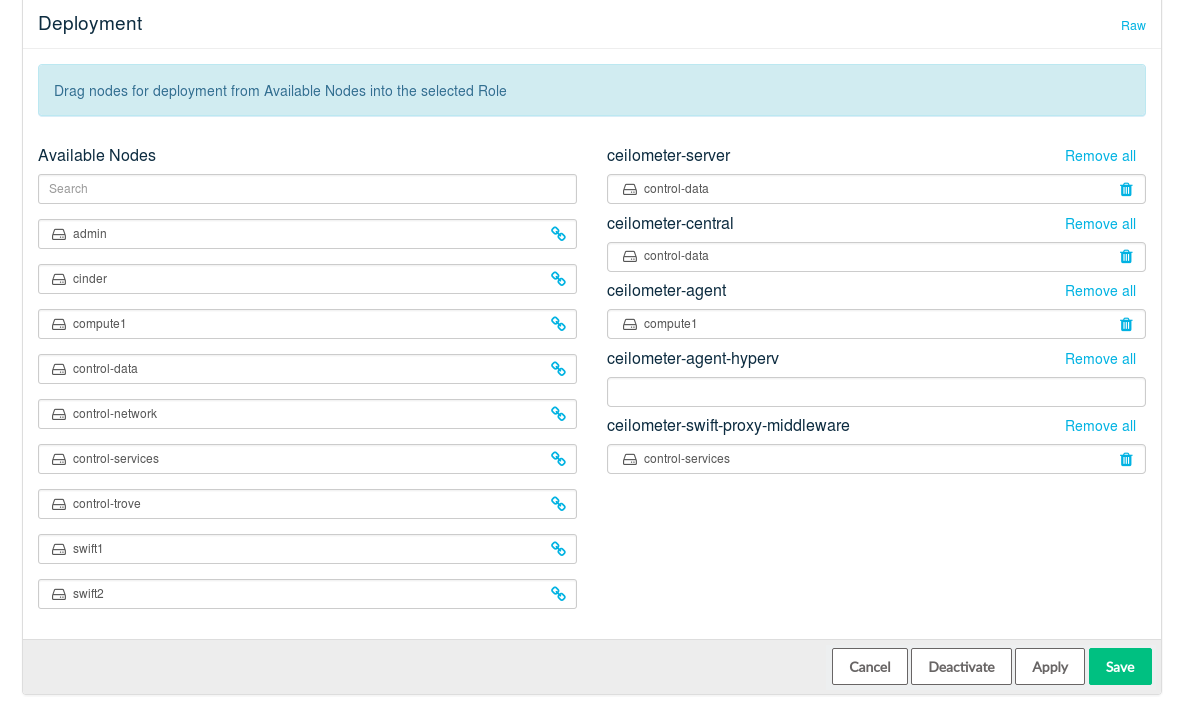 Deployment
Raw
Drag nodes for deployment from Available Nodes into the selected Role
Available Nodes
Search
admin
cinder
compute1
control-data
control-network
control-services
control-trove
swift1
swift2
ceilometer-server
Remove all
control-data
ceilometer-central
Remove all
control-data
ceilometer-agent
Remove all
compute1
ceilometer-agent-hyperv
Remove all
ceilometer-swift-proxy-middleware
Remove all
control-services
Cancel
Deactivate
Apply
Save